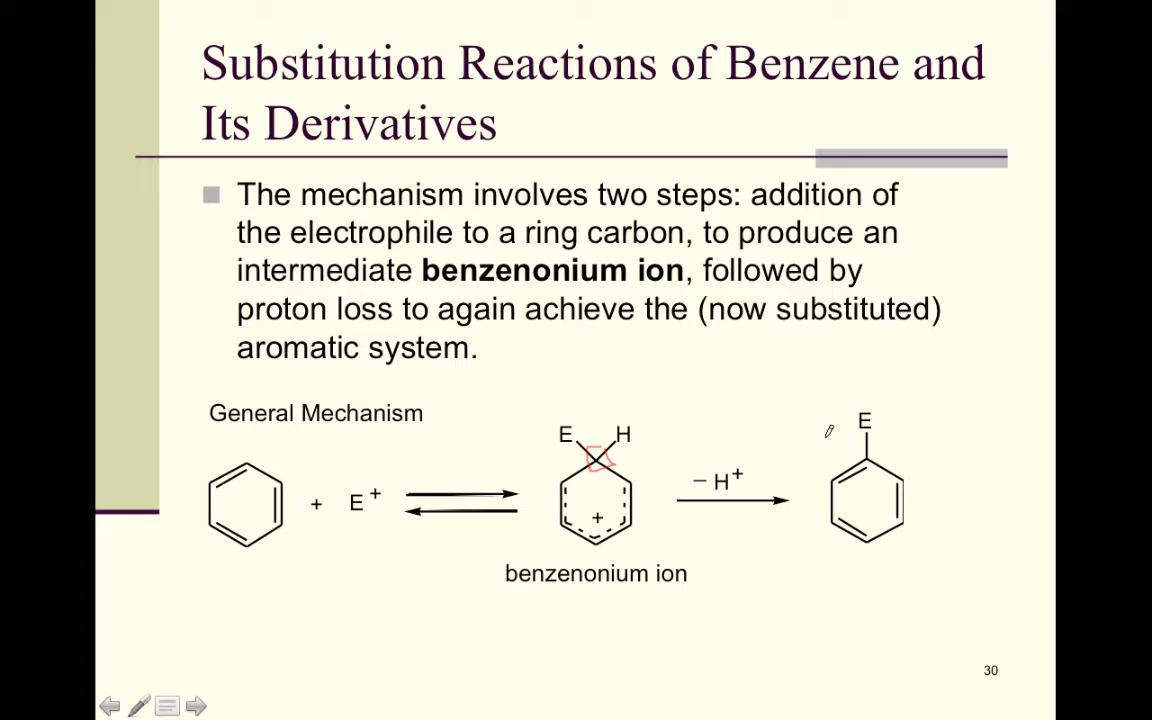 Substitution Reactions of Benzene and
Its Derivatives
The mechanism involves two steps: addition of
the electrophile to a ring carbon, to produce an
intermediate benzenonium ion, followed by
proton loss to again achieve the (now substituted)
aromatic system.
General Mechanism
E H
E
+ E +
+
– H +
benzenonium ion
30